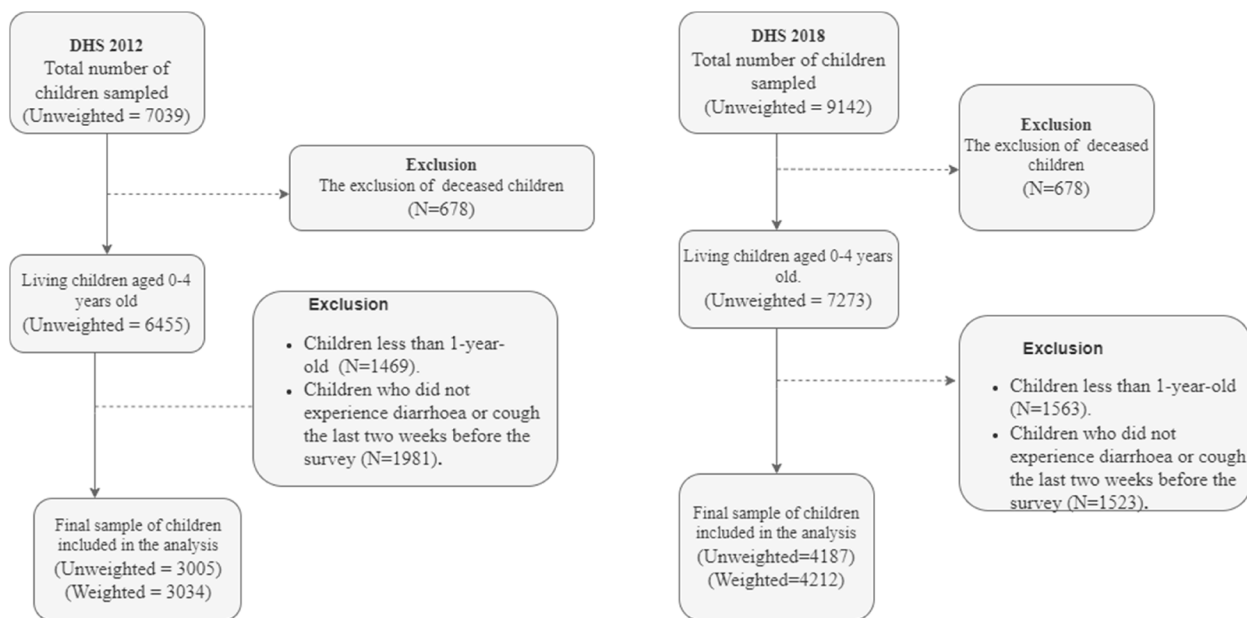 DHS 2012
Total number of
children sampled
(Unweighted = 7039)
Exclusion
The exclusion of deceased children
(N=678)
Living children aged 0-4
years old
(Unweighted = 6455)
Exclusion
• Children less than 1-year-
old (N=1469).
• Children who did not
experience diarrhoea or cough
the last two weeks before the
survey (N=1981).
Final sample of children
included in the analysis
(Unweighted = 3005)
(Weighted = 3034)
DHS 2018
Total number of children
sampled
(Unweighted = 9142)
Exclusion
The exclusion of deceased
children
(N=678)
Living children aged 0-4 years
old.
(Unweighted = 7273)
Exclusion
• Children less than 1-year-old
(N=1563).
• Children who did not
experience diarrhoea or cough
the last two weeks before the
survey (N=1523).
Final sample of children
included in the analysis
(Unweighted=4187)
(Weighted=4212)